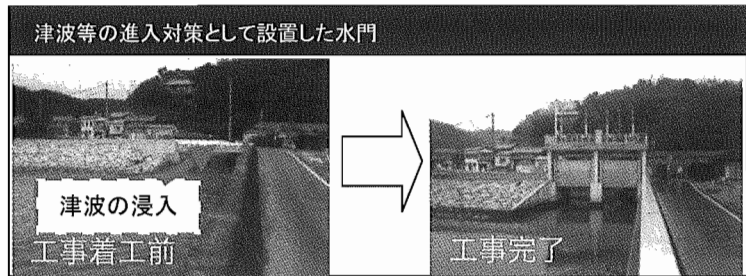 津波等の進入対策として設置した水門
津波の浸入
工事着工前
工事完了